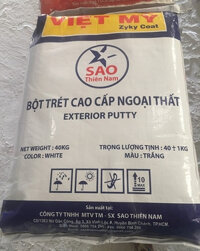 VIỆT MỸ
Zyky Coat
SAO
Thiên Nam
BỘT TRÉT CAO CẤP NGOẠI THẤT
EXTERIOR PUTTY
NET WEIGHT : 40KG
TRỌNG LƯỢNG TỊNH : 40 ± 1KG
COLOR : WHITE
MÀU : TRẮNG
10
Sản xuất tại:
CÔNG TY TNHH MTV TM - SX SAO THIÊN NAM